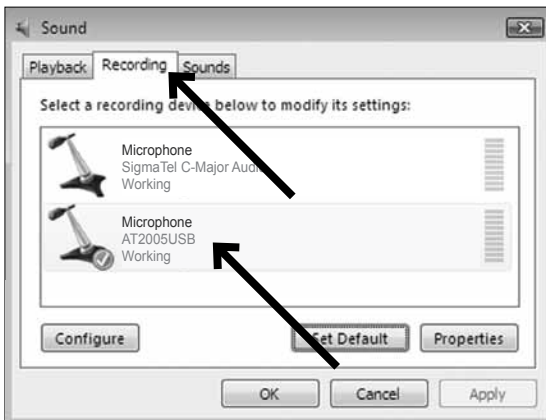 Sound
Playback Recording Sounds
Select a recording device below to modify its settings:
Microphone
SigmaTel C-Major Audio
Working
Microphone
AT2005USB
Working
Configure Set Default Properties
OK Cancel Apply